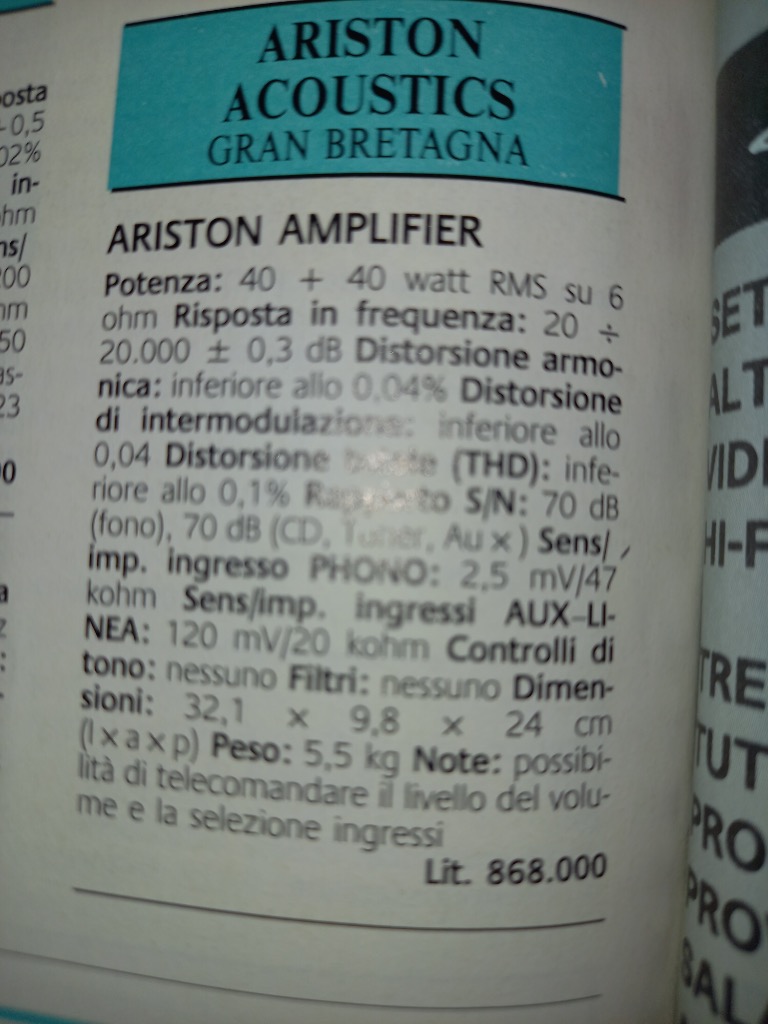 ARISTON
ACOUSTICS
GRAN BRETAGNA
ARISTON AMPLIFIER
Potenza: 40 + 40 watt RMS su 6
ohm Risposta in frequenza: 20 ÷
20.000 ± 0,3 dB Distorsione armo-
nica: inferiore allo 0,04% Distorsione
di intermodulazione: inferiore allo
0,04 Distorsione (THD): infe-
riore allo 0,1% Rapporto S/N: 70 dB
(fono), 70 dB (CD, Tuner, Au x) Sens/
imp. ingresso PHONO: 2,5 mV/47
kohm Sens/imp. ingressi AUX-LI-
NEA: 120 mV/20 kohm Controlli di
tono: nessuno Filtri: nessuno Dimen-
sioni: 32,1 x 9,8 x 24 cm
(l x a x p) Peso: 5,5 kg Note: possibi-
lità di telecomandare il livello del volu-
me e la selezione ingressi
Lit. 868.000